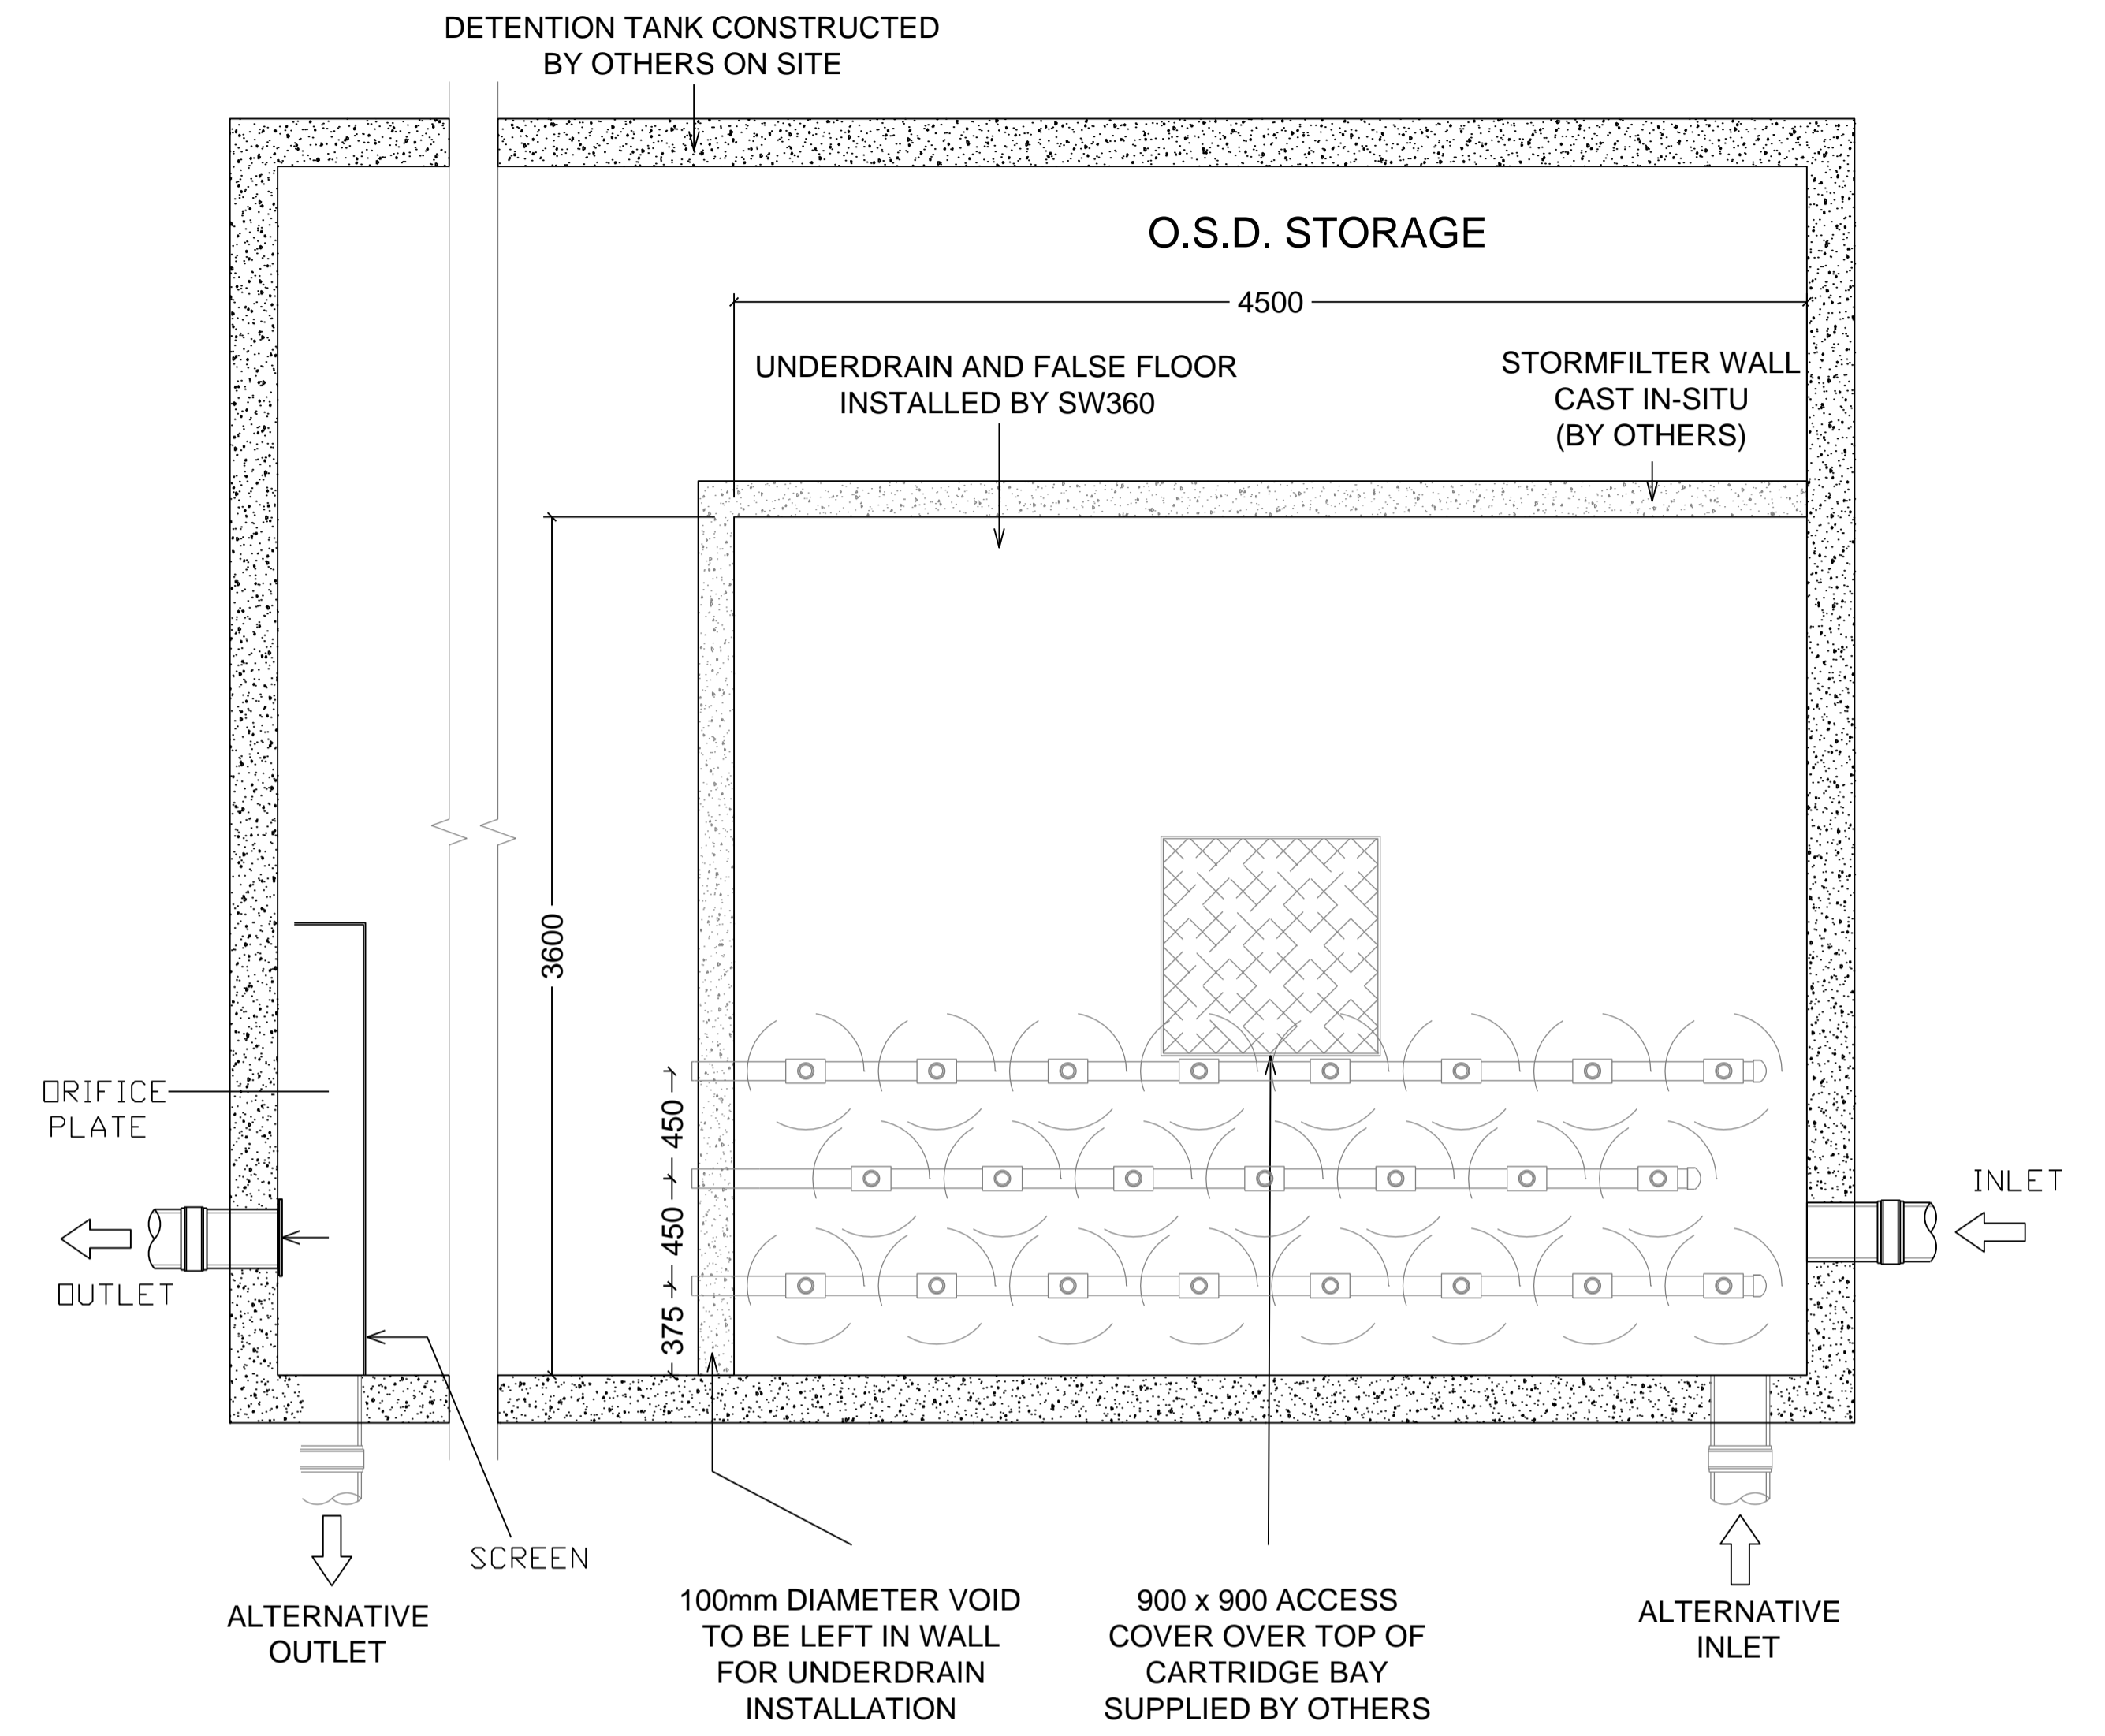 DETENTION TANK CONSTRUCTED
BY OTHERS ON SITE
O.S.D. STORAGE
4500
UNDERDRAIN AND FALSE FLOOR
INSTALLED BY SW360
STORMFILTER WALL
CAST IN-SITU
(BY OTHERS)
3600
450
450
375
ORIFICE
PLATE
OUTLET
INLET
SCREEN
ALTERNATIVE
OUTLET
100mm DIAMETER VOID
TO BE LEFT IN WALL
FOR UNDERDRAIN
INSTALLATION
900 x 900 ACCESS
COVER OVER TOP OF
CARTRIDGE BAY
SUPPLIED BY OTHERS
ALTERNATIVE
INLET